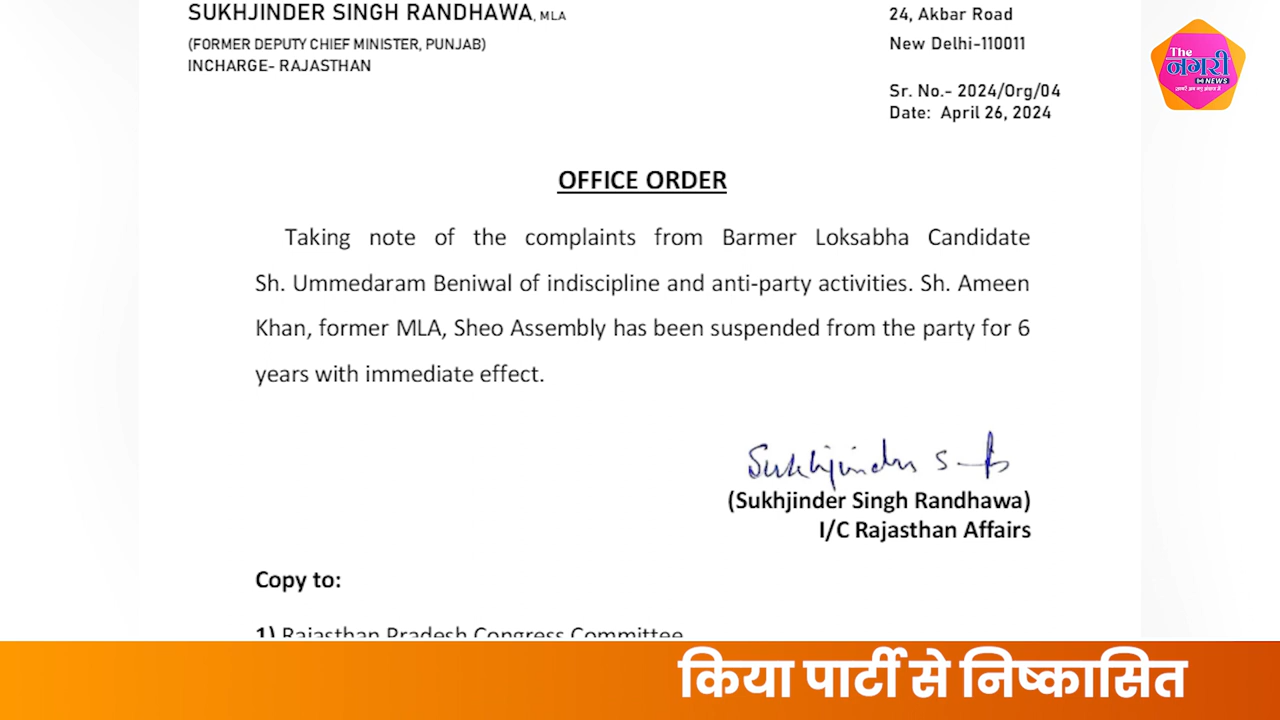 SUKHJINDER SINGH RANDHAWA, MLA
(FORMER DEPUTY CHIEF MINISTER, PUNJAB)
INCHARGE- RAJASTHAN
24, Akbar Road
New Delhi-110011
Sr. No.- 2024/Org/04
Date: April 26, 2024
The
नगरी
NEWS
OFFICE ORDER
Taking note of the complaints from Barmer Loksabha Candidate
Sh. Ummedaram Beniwal of indiscipline and anti-party activities. Sh. Ameen
Khan, former MLA, Sheo Assembly has been suspended from the party for 6
years with immediate effect.
Sukhjinder S
(Sukhjinder Singh Randhawa)
I/C Rajasthan Affairs
Copy to:
1) Rajasthan Pradesh Congress Committee
किया पार्टी से निष्कासित